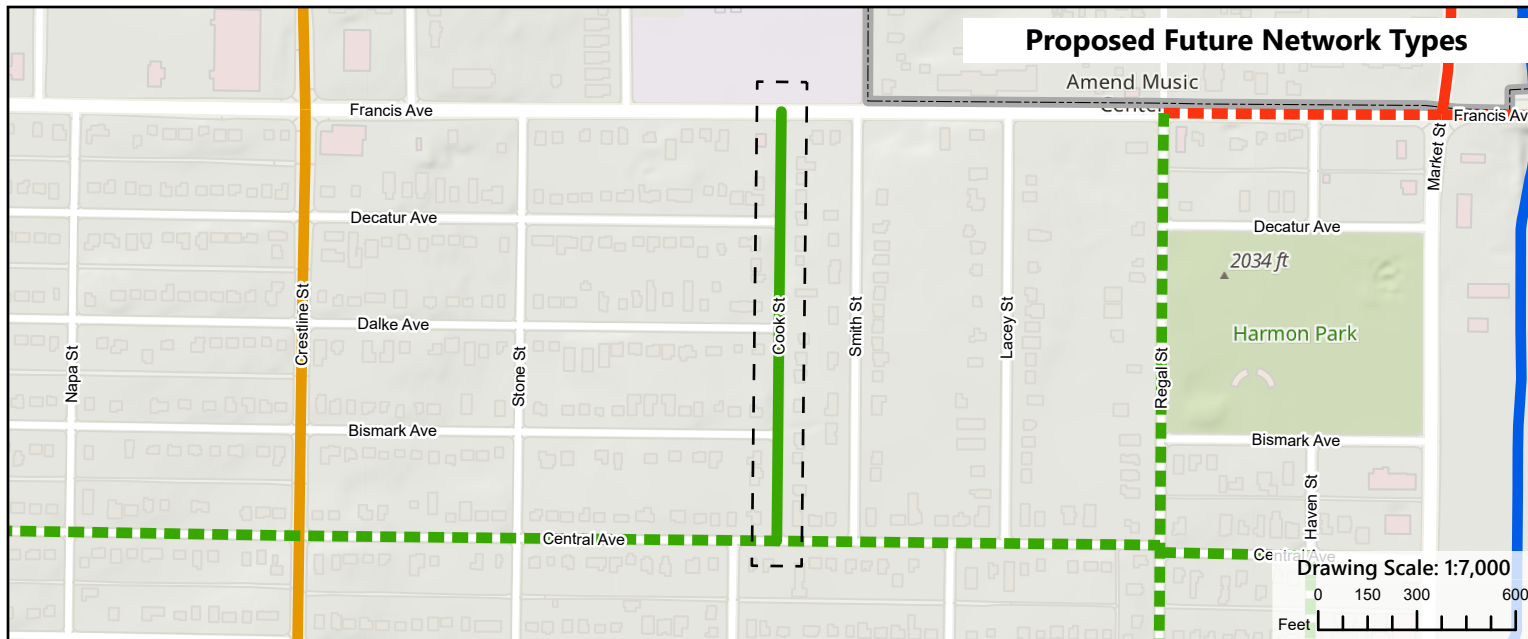 Proposed Future Network Types
Amend Music
Center
Francis Ave
Francis Av
Market St
Decatur Ave
Decatur Ave
2034 ft
Harmon Park
Crestline St
Cook St
Smith St
Lacey St
Dalke Ave
Napa St
Stone St
Regal St
Bismark Ave
Bismark Ave
Haven St
Central Ave
Central Ave
Drawing Scale: 1:7,000
0 150 300 600
Feet